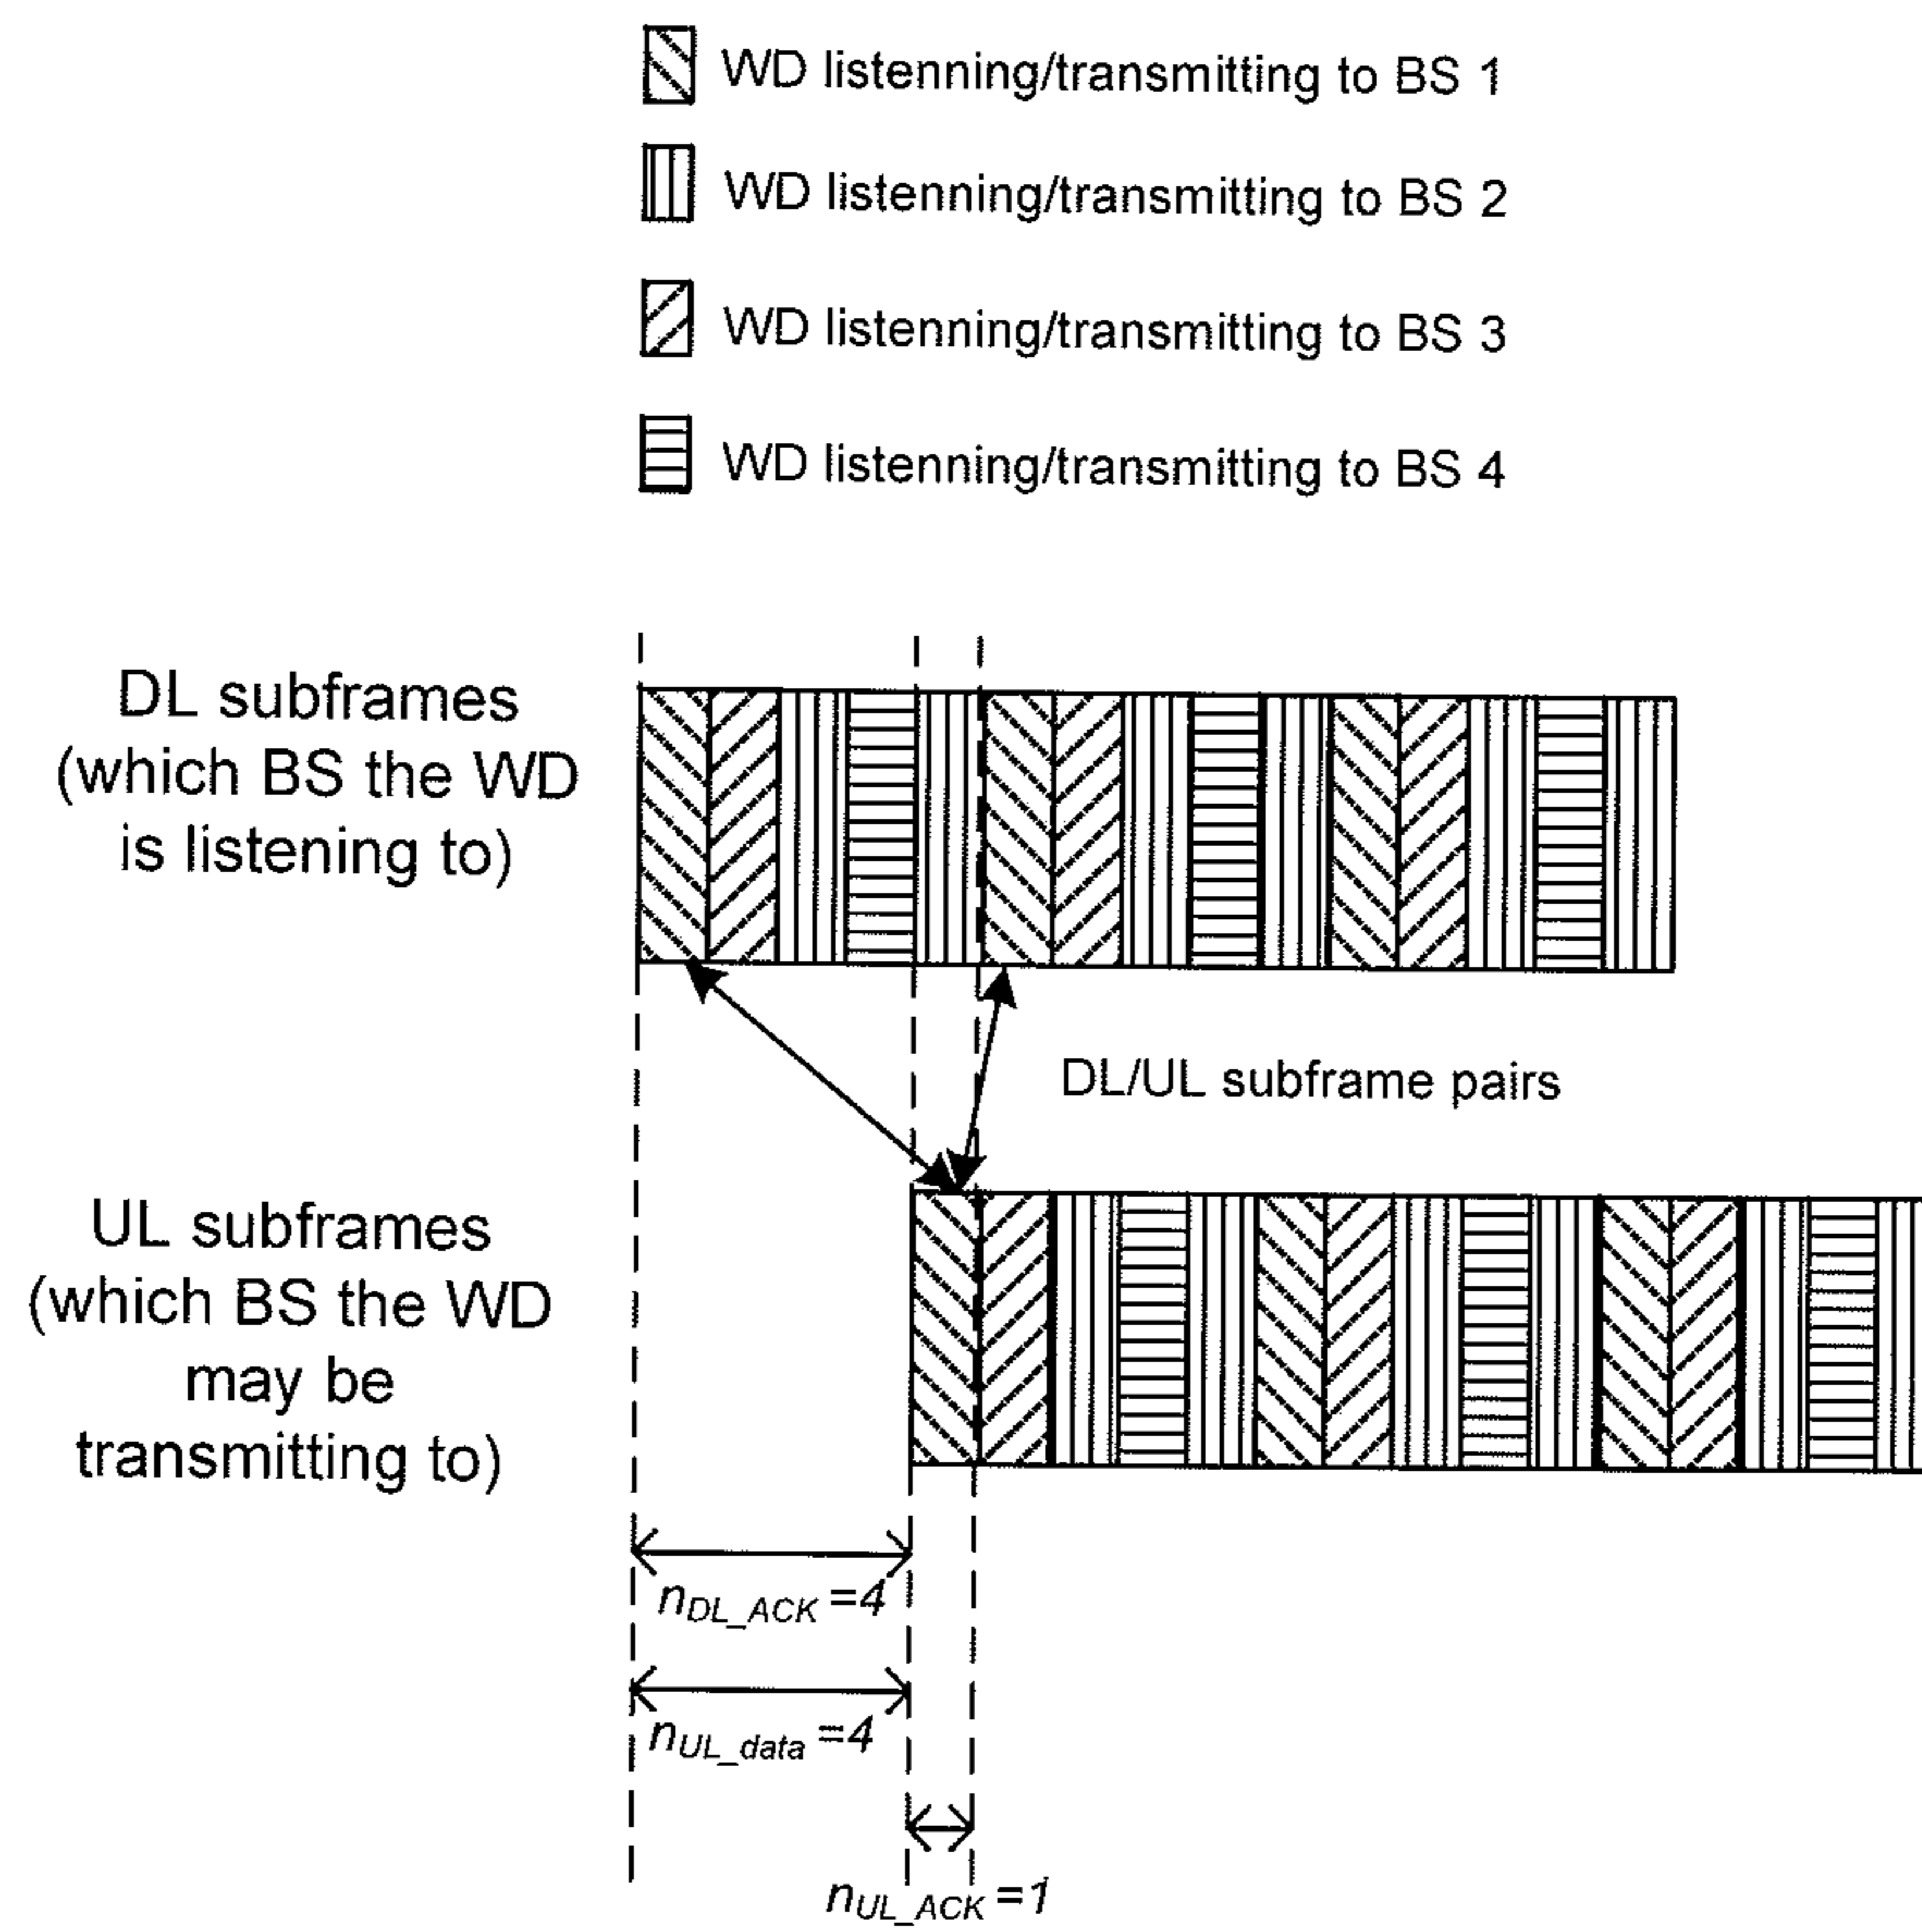 WD listenning/transmitting to BS 1
WD listenning/transmitting to BS 2
WD listenning/transmitting to BS 3
WD listenning/transmitting to BS 4
DL subframes
(which BS the WD
is listening to)
DL/UL subframe pairs
UL subframes
(which BS the WD
may be
transmitting to)
nDL_ACK=4
nUL_data=4
nUL_ACK=1